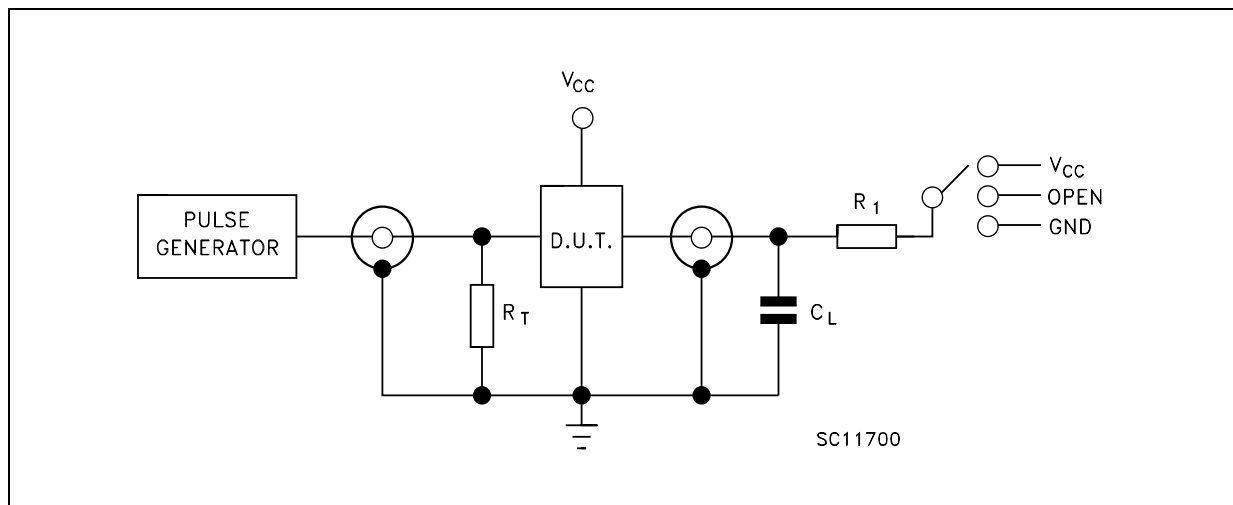 VCC
PULSE
GENERATOR
D.U.T.
RT
CL
R1
VCC
OPEN
GND
SC11700